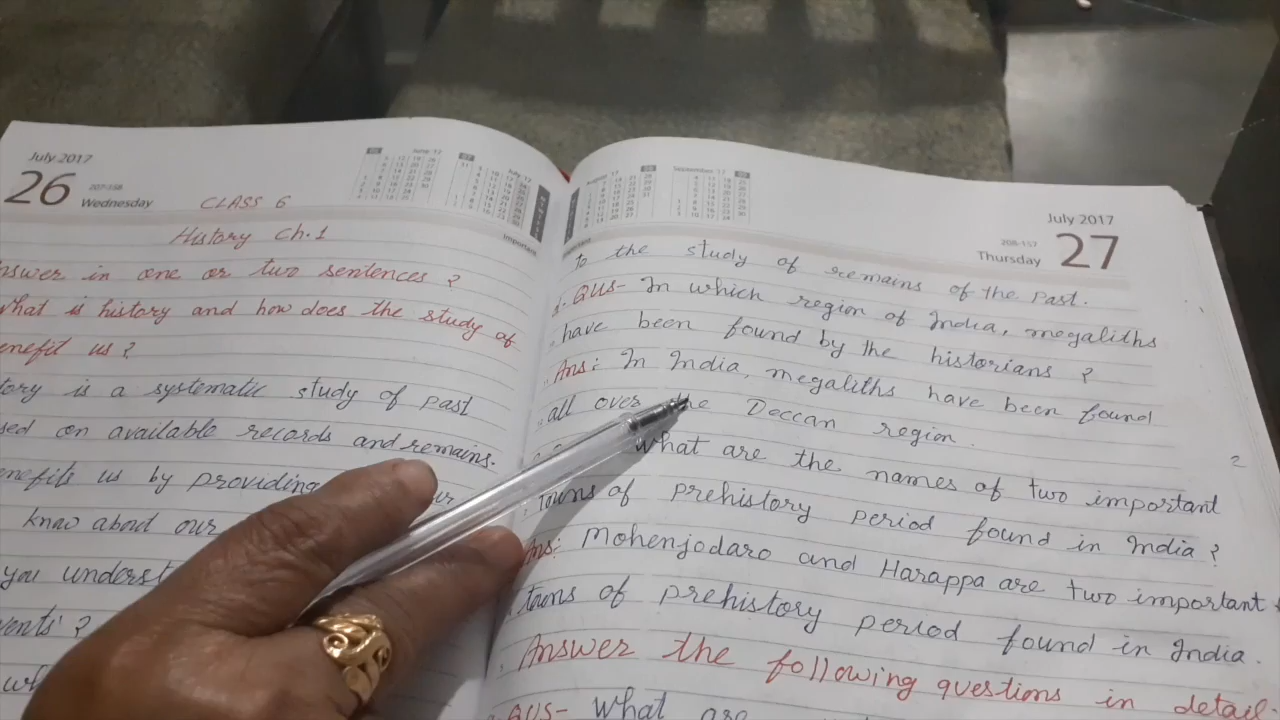 July 2017
26
207-158
Wednesday
CLASS 6
History Ch.1
Important
nswer in one or two sentences ?
hat is history and how does the study of
enefit us ?
tory is a systematic study of past
sed on available records and remains.
enefits us by providing
know about our
you underst
vents' ?
July 2017
27
208-157
Thursday
to the study of remains of the past.
Qus- In which region of India, megaliths
have been found by the historians ?
Ans: In India, megaliths have been found
all over the Deccan region.
What are the names of two important
towns of prehistory period found in India ?
Ans: Mohenjodaro and Harappa are two important
towns of prehistory period found in India.
Answer the following questions in detail-
Qus- What are